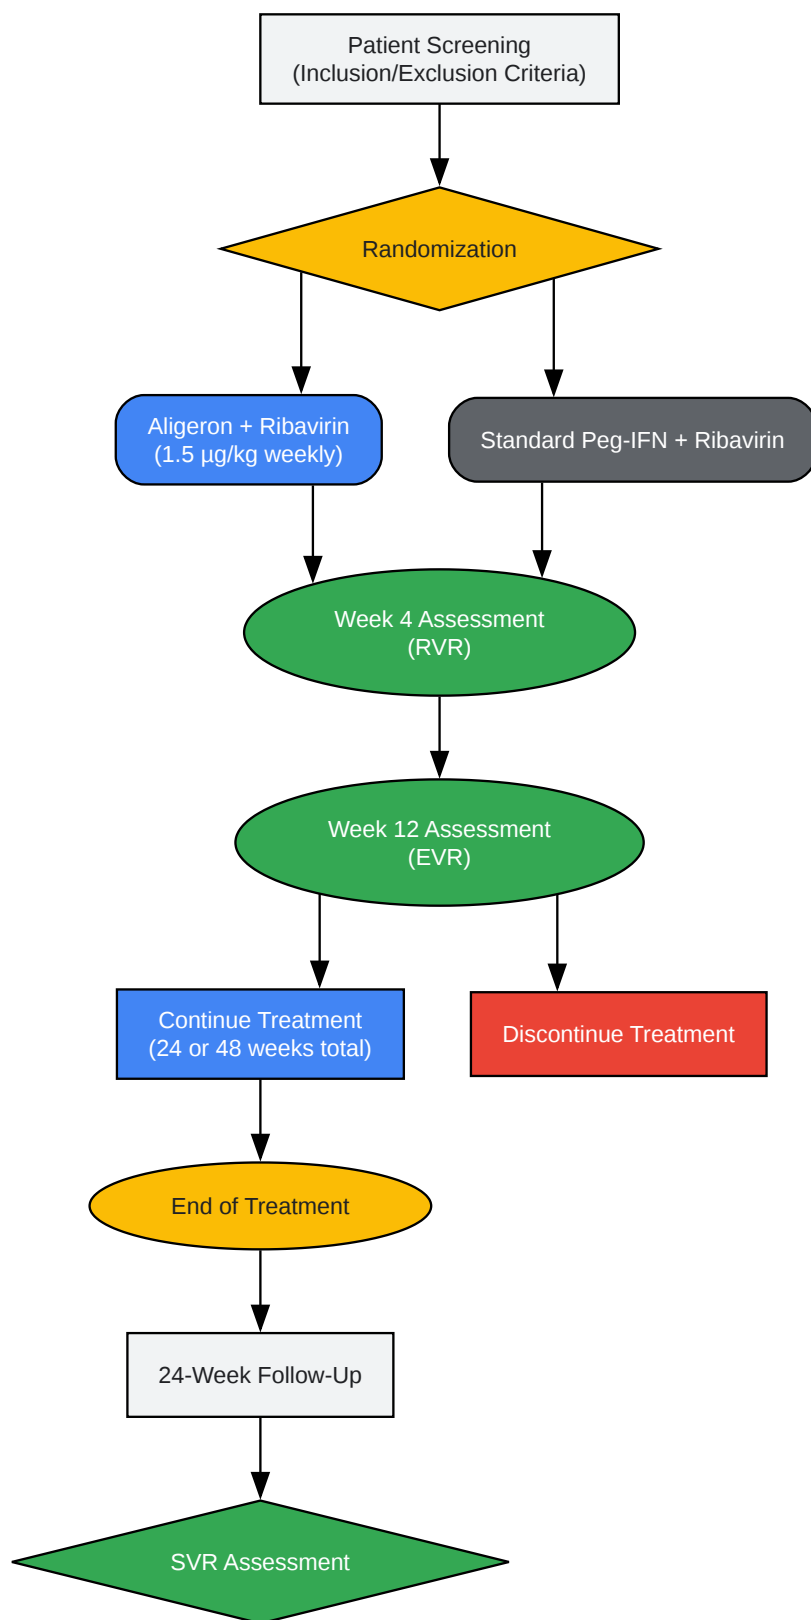 Patient Screening
(Inclusion/Exclusion Criteria)
Randomization
Aligeron + Ribavirin
(1.5 µg/kg weekly)
Standard Peg-IFN + Ribavirin
Week 4 Assessment
(RVR)
Week 12 Assessment
(EVR)
Continue Treatment
(24 or 48 weeks total)
Discontinue Treatment
End of Treatment
24-Week Follow-Up
SVR Assessment